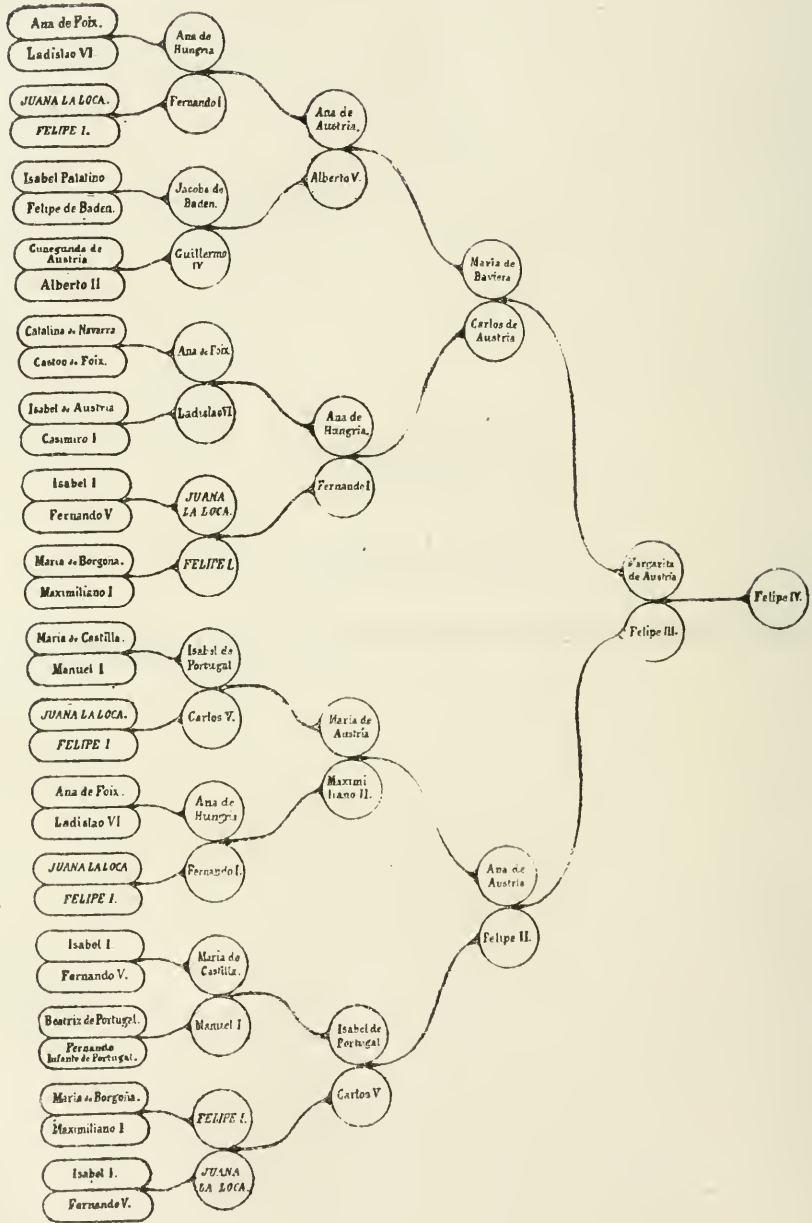 Ana de Foix.
Ladislao VI
JUANA LA LOCA.
FELIPE I.
Isabel Palatino
Felipe de Baden.
Cunegunda de
Austria
Alberto II
Catalina de Navarra
Caston de Foix.
Isabel de Austria
Casimiro I
Isabel I
Fernando V
Maria de Borgoña.
Maximiliano I
Maria de Castilla.
Manuel I
JUANA LA LOCA.
FELIPE I
Ana de Foix.
Ladislao VI
JUANA LA LOCA
FELIPE I.
Isabel I.
Fernando V.
Beatriz de Portugal.
Fernando
Infante de Portugal.
Maria de Borgoña.
Maximiliano I
Isabel I.
Fernando V.
Ana de
Hungria
Fernando I
Jacoba de
Baden.
Guillermo
IV
Ana de Foix
Ladislao VI
JUANA
LA LOCA.
FELIPE I.
Isabel de
Portugal
Carlos V.
Ana de
Hungria
Fernando I.
Maria de
Castilla.
Manuel I
FELIPE I.
JUANA
LA LOCA.
Ana de
Austria.
Alberto V.
Ana de
Hungria.
Fernando I
Maria de
Austria
Maximi
liano II.
Isabel de
Portugal
Carlos V
Maria de
Baviera
Carlos de
Austria
Ana de
Austria
Felipe II.
Margarita
de Austria
Felipe III.
Felipe IV.